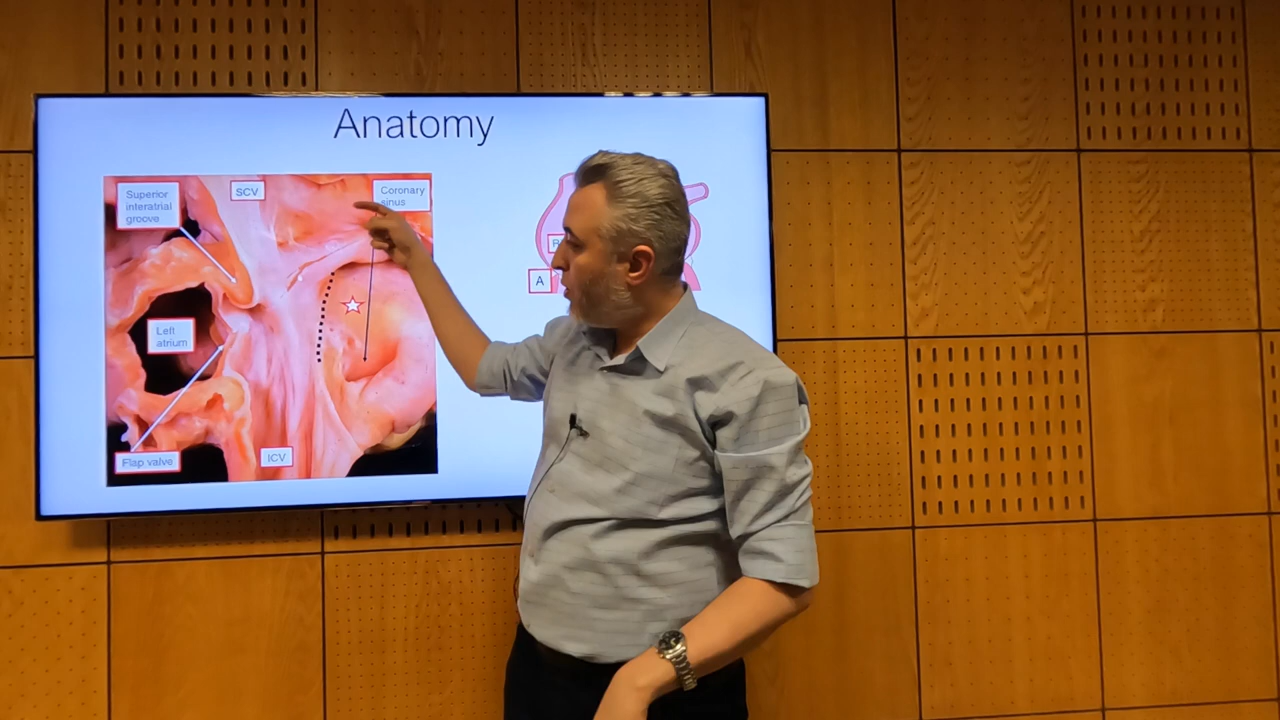 Anatomy
Superior
interatrial
groove
SCV
Coronary
sinus
Left
atrium
Flap valve
ICV
A